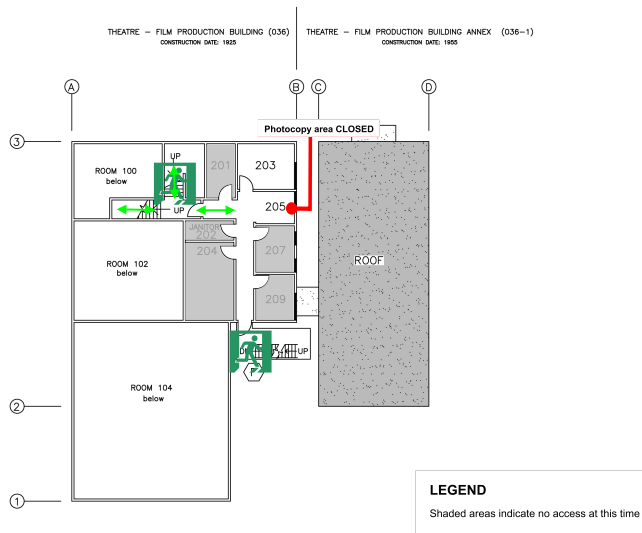 THEATRE – FILM PRODUCTION BUILDING (036)
CONSTRUCTION DATE: 1925
THEATRE – FILM PRODUCTION BUILDING ANNEX (036-1)
CONSTRUCTION DATE: 1955
A
B
C
D
Photocopy area CLOSED
3
UP
201
203
ROOM 100
below
UP
205
JANITOR
202
204
207
ROOF
ROOM 102
below
209
UP
ROOM 104
below
2
1
LEGEND
Shaded areas indicate no access at this time